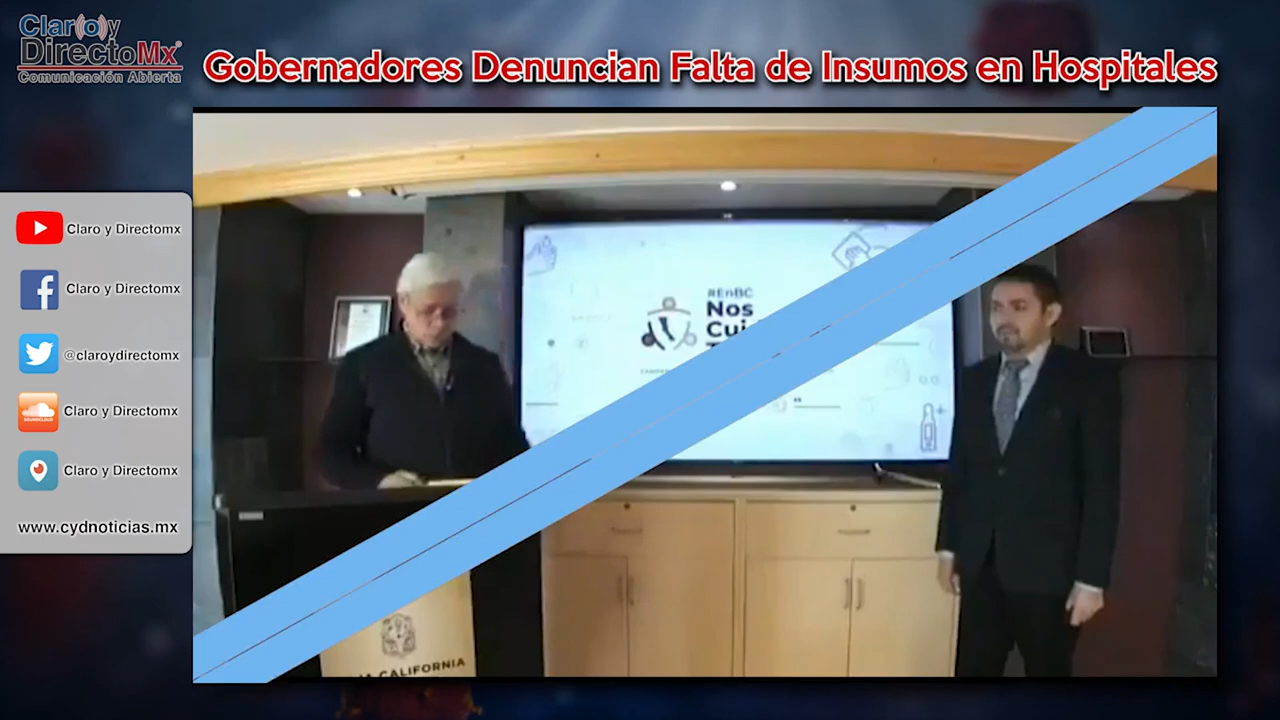 Claro y
DirectoMx
Comunicación Abierta
Gobernadores Denuncian Falta de Insumos en Hospitales
Claro y Directomx
Claro y Directomx
@claroydirectomx
SOUNDCLOUD
Claro y Directomx
Claro y Directomx
www.cydnoticias.mx
#EnBC
Nos
CALIFORNIA